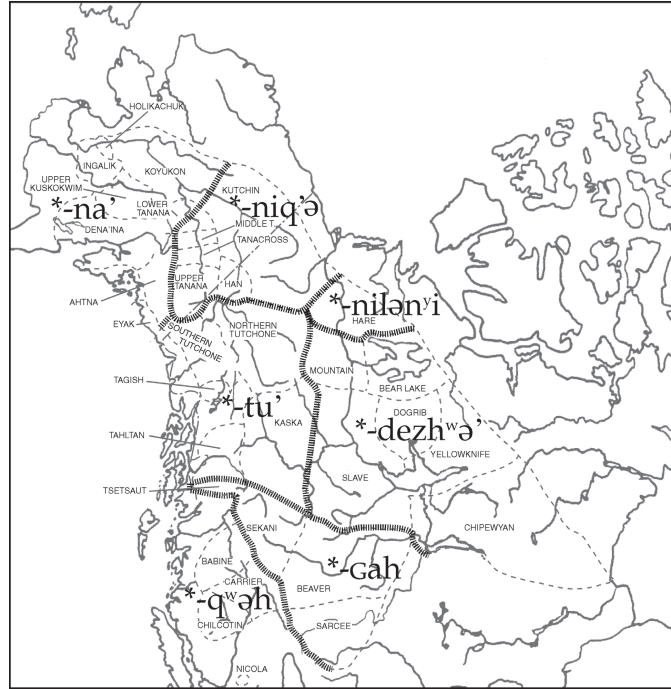 HOLIKACHUK
INGALIK
KOYUKON
UPPER
KUSKOKWIM
LOWER
TANANA
KUTCHIN
*-na’
*-niq’ə
DENA’INA
MIDDLE T.
TANACROSS
UPPER
TANANA
HAN
AHTNA
*-nilənʸi
HARE
EYAK
SOUTHERN
TUTCHONE
NORTHERN
TUTCHONE
MOUNTAIN
BEAR LAKE
TAGISH
*-tu’
KASKA
DOGRIB
*-dezhʷə’
YELLOWKNIFE
TAHLTAN
SLAVE
TSETSAUT
SEKANI
CHIPEWYAN
BABINE
*-ɢah
BEAVER
CARRIER
*-qʷəh
CHILCOTIN
SARCEE
NICOLA